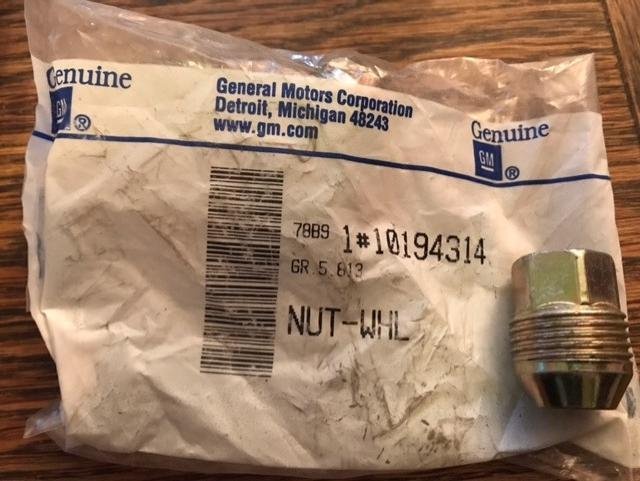 Genuine
GM ®
General Motors Corporation
Detroit, Michigan 48243
www.gm.com
Genuine
GM ®
78B9 1#10194314
GR.5.813
NUT-WHL